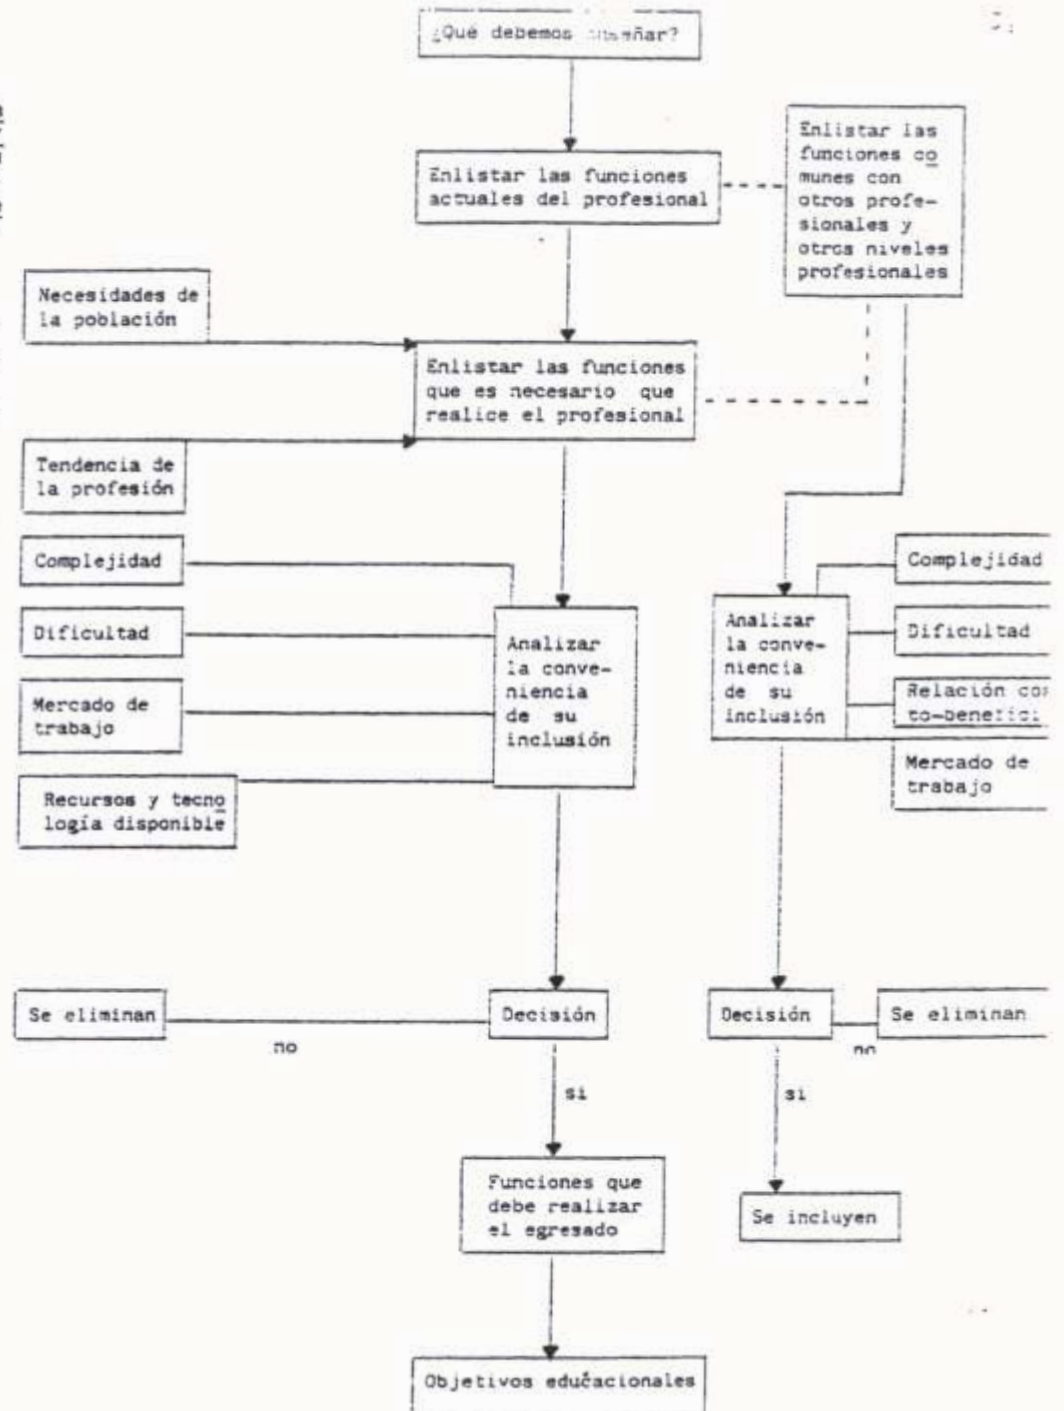 ¿Qué debemos enseñar?
Enlistar las funciones
actuales del profesional
Enlistar las
funciones co
munes con
otros profe-
sionales y
otros niveles
profesionales
Necesidades de
la población
Enlistar las funciones
que es necesario que
realice el profesional
Tendencia de
la profesión
Complejidad
Dificultad
Mercado de
trabajo
Recursos y tecno
logía disponible
Analizar
la conve-
niencia
de su
inclusión
Analizar
la conve-
niencia
de su
inclusión
Complejidad
Dificultad
Relación cos
to-benefici
Mercado de
trabajo
Se eliminan
no
Decisión
Decisión
no
Se eliminan
si
si
Funciones que
debe realizar
el egresado
Se incluyen
Objetivos educacionales